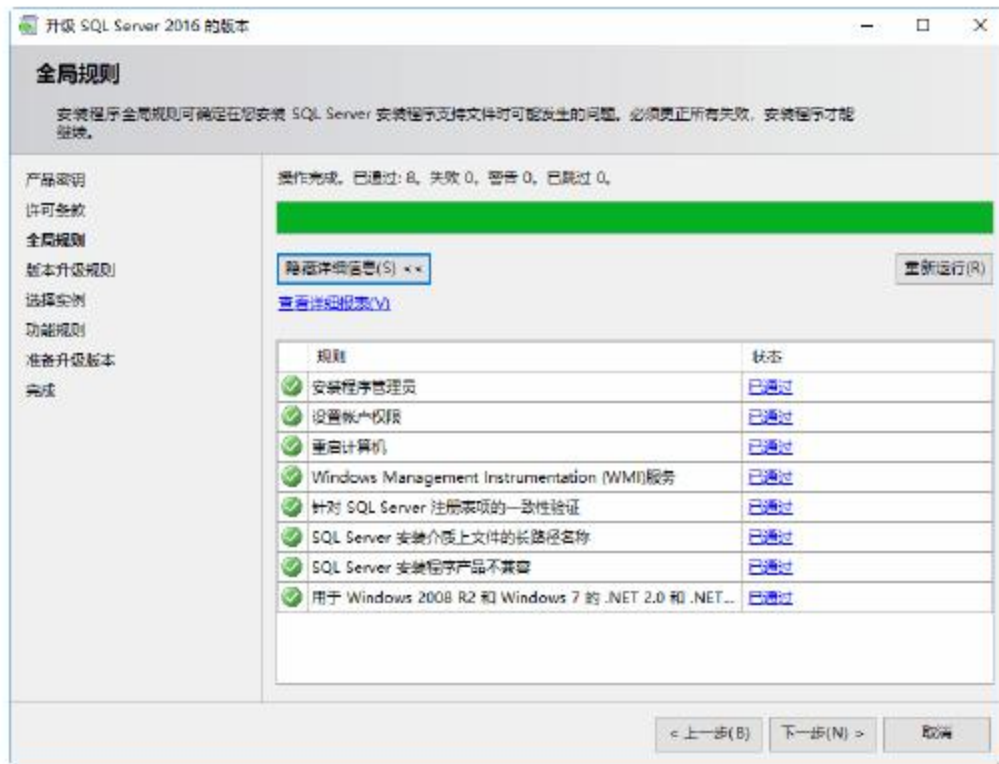 升级 SQL Server 2016 的版本
全局规则
安装程序全局规则可确定在您安装 SQL Server 安装程序支持文件时可能发生的问题。必须更正所有失败，安装程序才能
继续。
产品密钥
许可条款
全局规则
版本升级规则
选择实例
功能规则
准备升级版本
完成
操作完成。已通过: 8。失败 0。警告 0。已跳过 0。
隐藏详细信息(S) <<
重新运行(R)
查看详细报表(V)
规则 状态
安装程序管理员 已通过
设置帐户权限 已通过
重启计算机 已通过
Windows Management Instrumentation (WMI)服务 已通过
针对 SQL Server 注册表项的一致性验证 已通过
SQL Server 安装介质上文件的长路径名称 已通过
SQL Server 安装程序产品不兼容 已通过
用于 Windows 2008 R2 和 Windows 7 的 .NET 2.0 和 .NET... 已通过
< 上一步(B) 下一步(N) > 取消